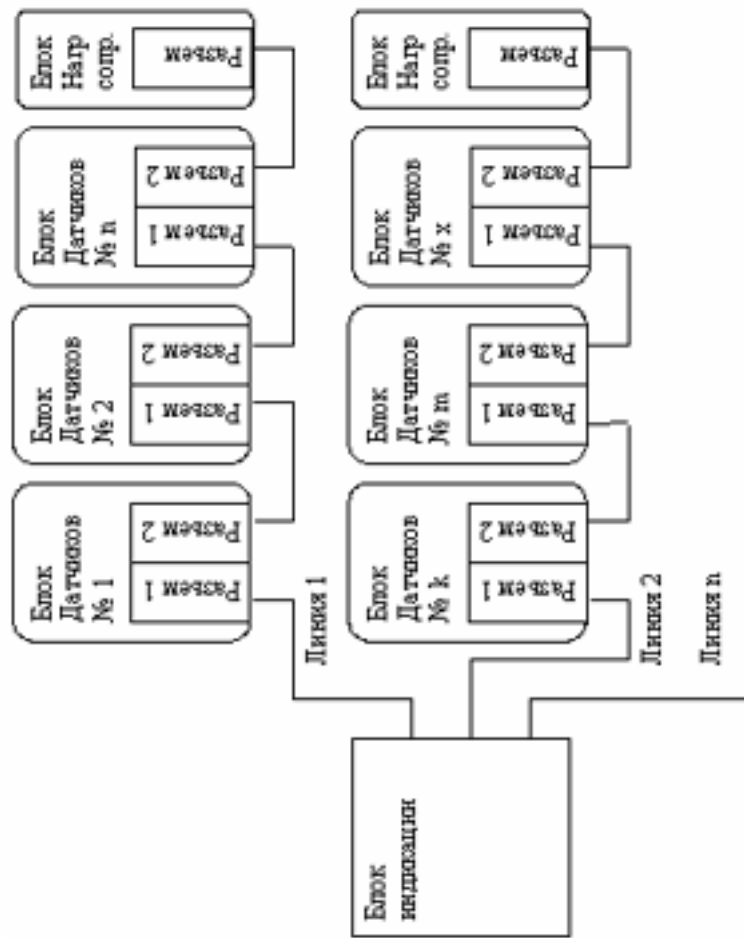 Блок
Датчиков
№ 1
Разъем 1
Разъем 2
Блок
Датчиков
№ 2
Разъем 1
Разъем 2
Блок
Датчиков
№ n
Разъем 1
Разъем 2
Блок
Нагр
сопр.
Разъем
Линия 1
Блок
Датчиков
№ k
Разъем 1
Разъем 2
Блок
Датчиков
№ m
Разъем 1
Разъем 2
Блок
Датчиков
№ x
Разъем 1
Разъем 2
Блок
Нагр
сопр.
Разъем
Блок
индикации
Линия 2
Линия n